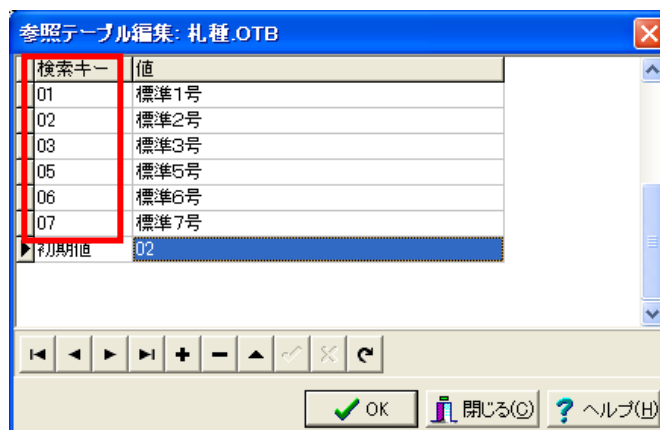 参照テーブル編集: 札種.OTB
検索キー 値
01 標準1号
02 標準2号
03 標準3号
05 標準5号
06 標準6号
07 標準7号
初期値 02
OK 閉じる(C) ヘルプ(H)